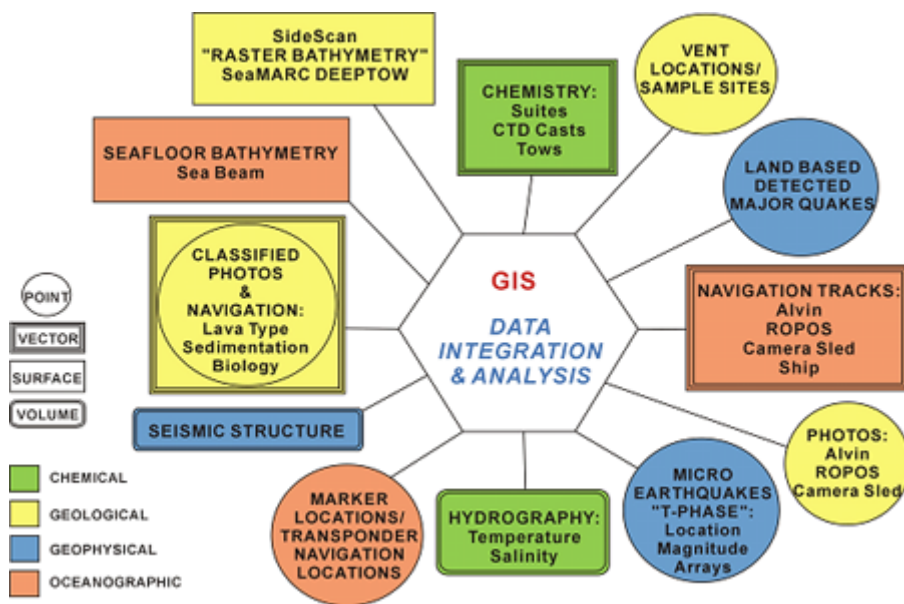 SideScan
"RASTER BATHYMETRY"
SeaMARC DEEPTOW
CHEMISTRY:
Suites
CTD Casts
Tows
VENT
LOCATIONS/
SAMPLE SITES
SEAFLOOR BATHYMETRY
Sea Beam
LAND BASED
DETECTED
MAJOR QUAKES
CLASSIFIED
PHOTOS
&
NAVIGATION:
Lava Type
Sedimentation
Biology
GIS
DATA
INTEGRATION
& ANALYSIS
NAVIGATION TRACKS:
Alvin
ROPOS
Camera Sled
Ship
POINT
VECTOR
SURFACE
VOLUME
SEISMIC STRUCTURE
PHOTOS:
Alvin
ROPOS
Camera Sled
MARKER
LOCATIONS/
TRANSPONDER
NAVIGATION
LOCATIONS
HYDROGRAPHY:
Temperature
Salinity
MICRO
EARTHQUAKES
"T-PHASE":
Location
Magnitude
Arrays
CHEMICAL
GEOLOGICAL
GEOPHYSICAL
OCEANOGRAPHIC